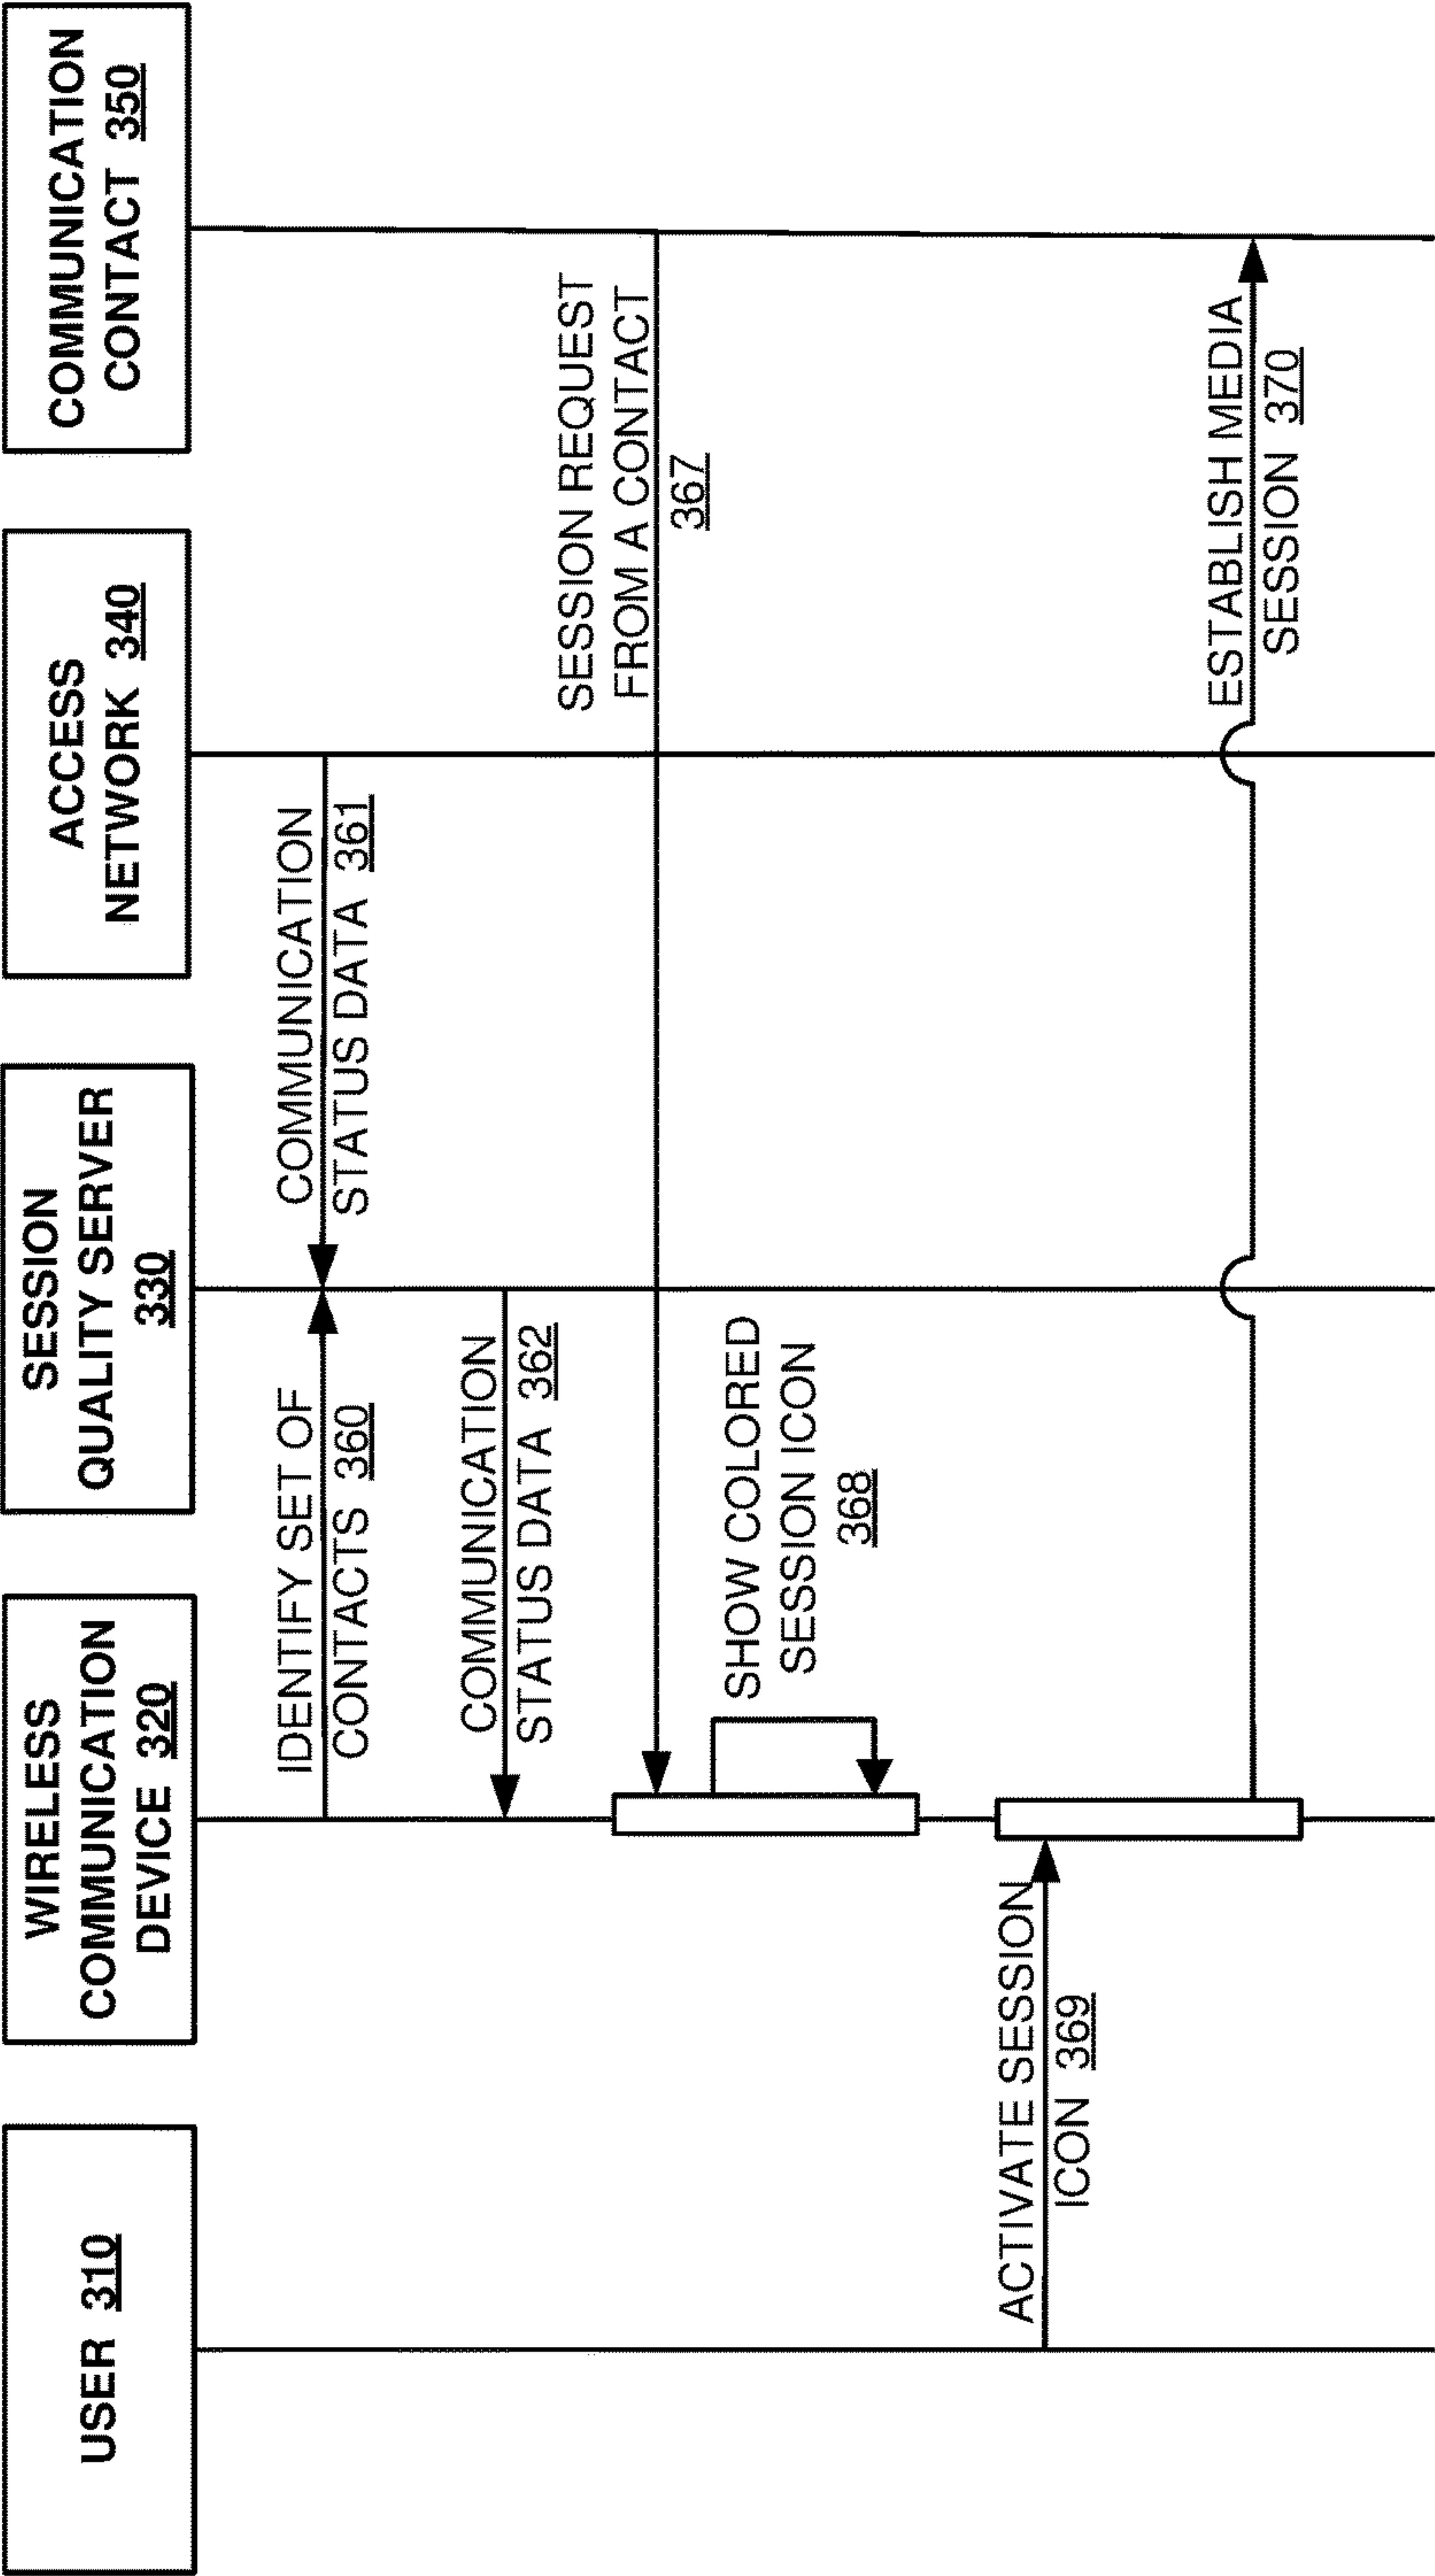 USER 310
WIRELESS
COMMUNICATION
DEVICE 320
SESSION
QUALITY SERVER
330
ACCESS
NETWORK 340
COMMUNICATION
CONTACT 350
IDENTIFY SET OF
CONTACTS 360
COMMUNICATION
STATUS DATA 361
COMMUNICATION
STATUS DATA 362
SESSION REQUEST
FROM A CONTACT
367
SHOW COLORED
SESSION ICON
368
ACTIVATE SESSION
ICON 369
ESTABLISH MEDIA
SESSION 370